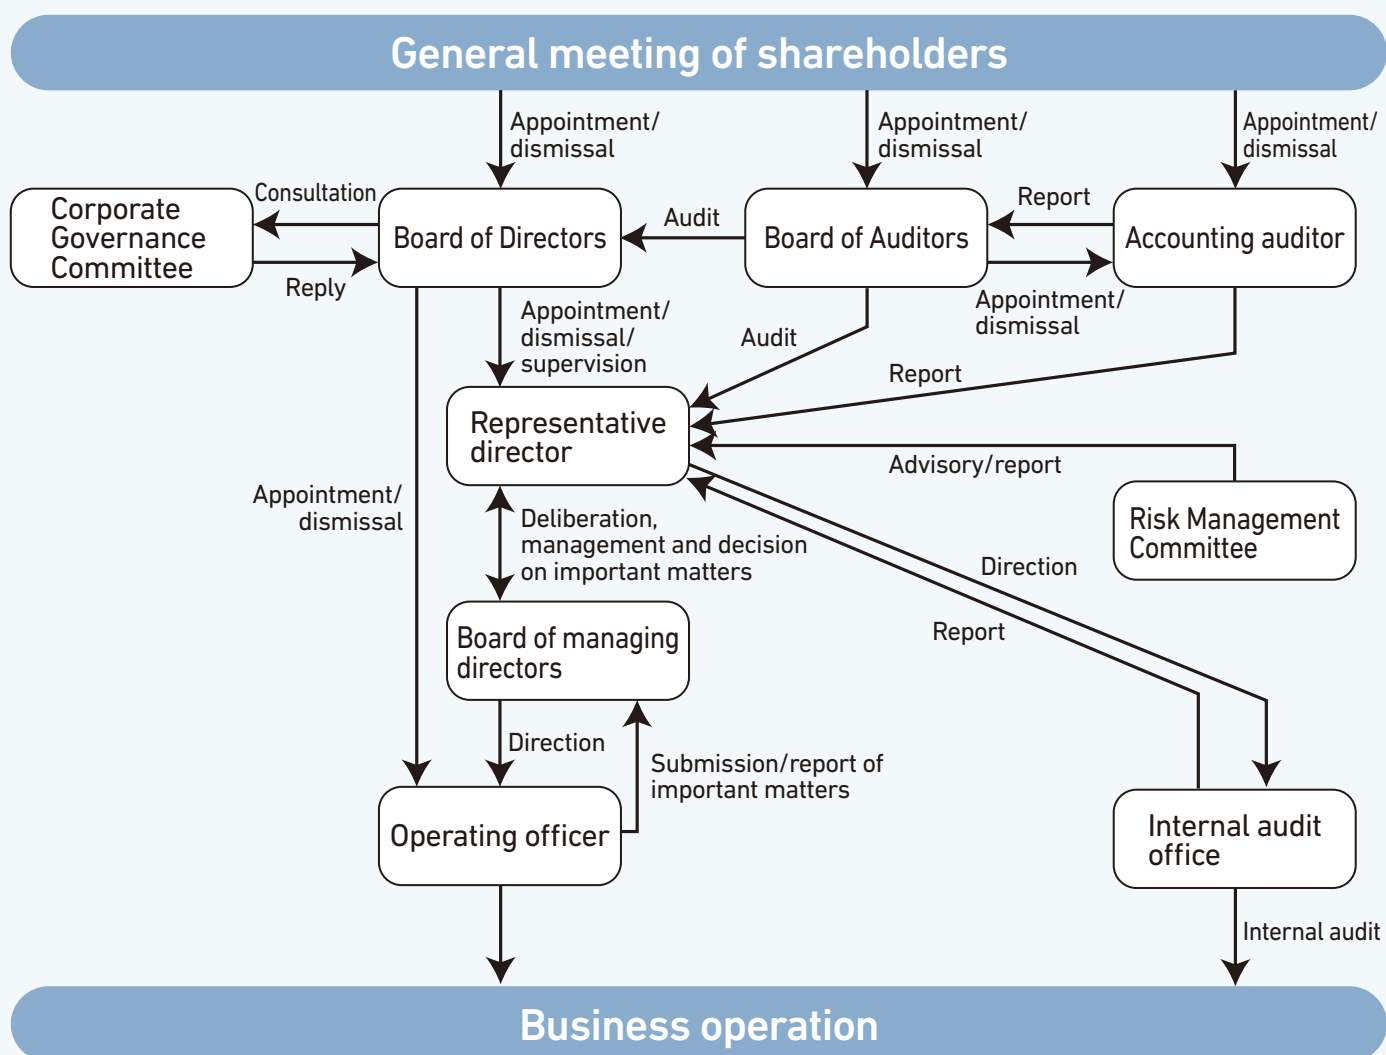 General meeting of shareholders
Appointment/
dismissal
Appointment/
dismissal
Appointment/
dismissal
Corporate
Governance
Committee
Consultation
Reply
Board of Directors
Audit
Board of Auditors
Report
Appointment/
dismissal
Accounting auditor
Appointment/
dismissal/
supervision
Audit
Report
Representative
director
Advisory/report
Risk Management
Committee
Appointment/
dismissal
Deliberation,
management and decision
on important matters
Direction
Report
Board of managing
directors
Direction
Submission/report of
important matters
Operating officer
Internal audit
office
Internal audit
Business operation